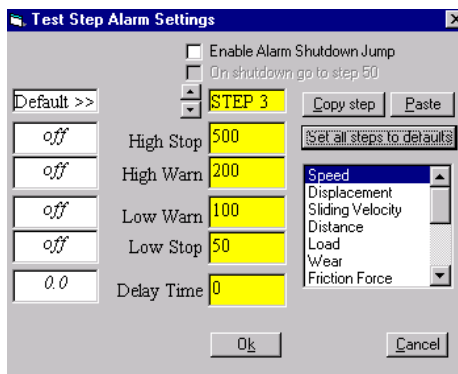 Test Step Alarm Settings
Enable Alarm Shutdown Jump
On shutdown go to step 50
Default >> STEP 3 Copy step Paste
off High Stop 500 Set all steps to defaults
off High Warn 200
off Low Warn 100
off Low Stop 50
0.0 Delay Time 0
Speed
Displacement
Sliding Velocity
Distance
Load
Wear
Friction Force
Ok Cancel